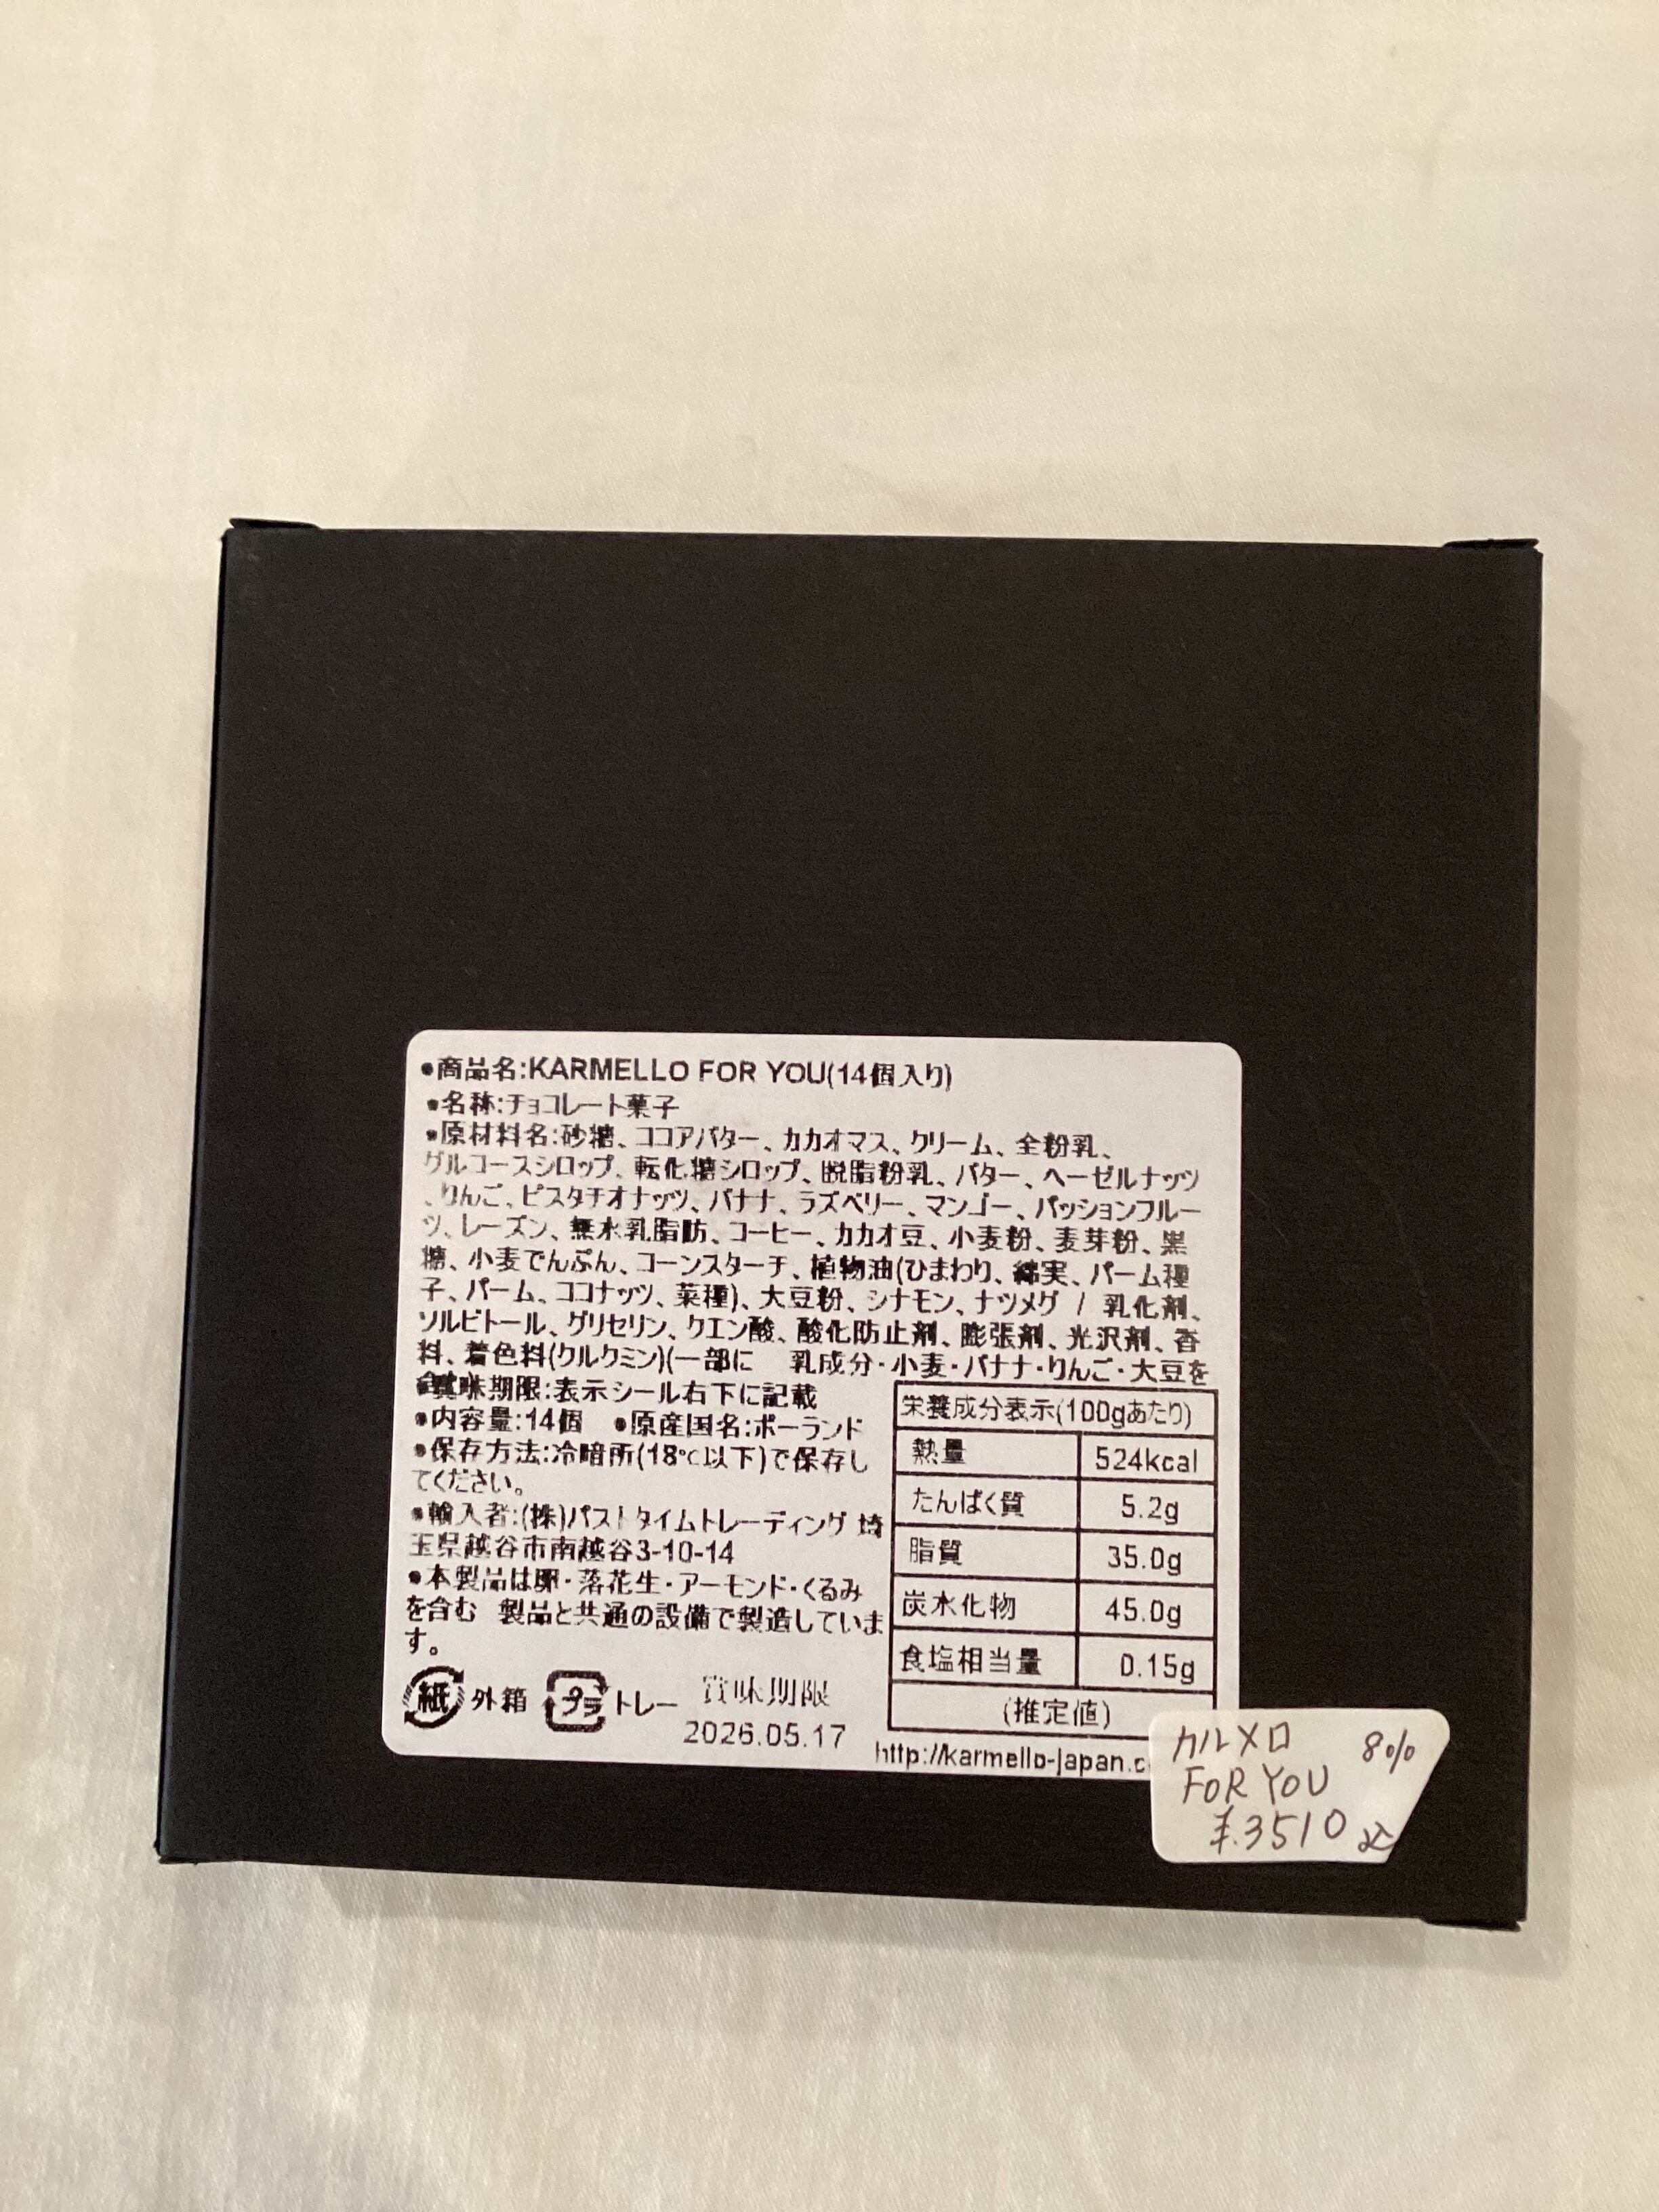 ●商品名:KARMELLO FOR YOU(14個入り)
●名称:チョコレート菓子
●原材料名:砂糖、ココアバター、カカオマス、クリーム、全粉乳、
グルコースシロップ、転化糖シロップ、脱脂粉乳、バター、ヘーゼルナッツ
、りんご、ピスタチオナッツ、バナナ、ラズベリー、マンゴー、パッションフルー
ツ、レーズン、無水乳脂肪、コーヒー、カカオ豆、小麦粉、麦芽粉、黒
糖、小麦でんぷん、コーンスターチ、植物油(ひまわり、綿実、パーム種
子、パーム、ココナッツ、菜種)、大豆粉、シナモン、ナツメグ / 乳化剤、
ソルビトール、グリセリン、クエン酸、酸化防止剤、膨張剤、光沢剤、香
料、着色料(クルクミン)(一部に 乳成分・小麦・バナナ・りんご・大豆を
含む)
●賞味期限:表示シール右下に記載
●内容量:14個 ●原産国名:ポーランド
●保存方法:冷暗所(18℃以下)で保存し
てください。
●輸入者:(株)パストタイムトレーディング 埼
玉県越谷市南越谷3-10-14
●本製品は卵・落花生・アーモンド・くるみ
を含む 製品と共通の設備で製造していま
す。
紙 外箱 プラ トレー 賞味期限
2026.05.17
栄養成分表示(100gあたり)
熱量 524kcal
たんぱく質 5.2g
脂質 35.0g
炭水化物 45.0g
食塩相当量 0.15g
(推定値)
http://karmello-japan.c
カルメロ 8%
FOR YOU
¥.3510 込